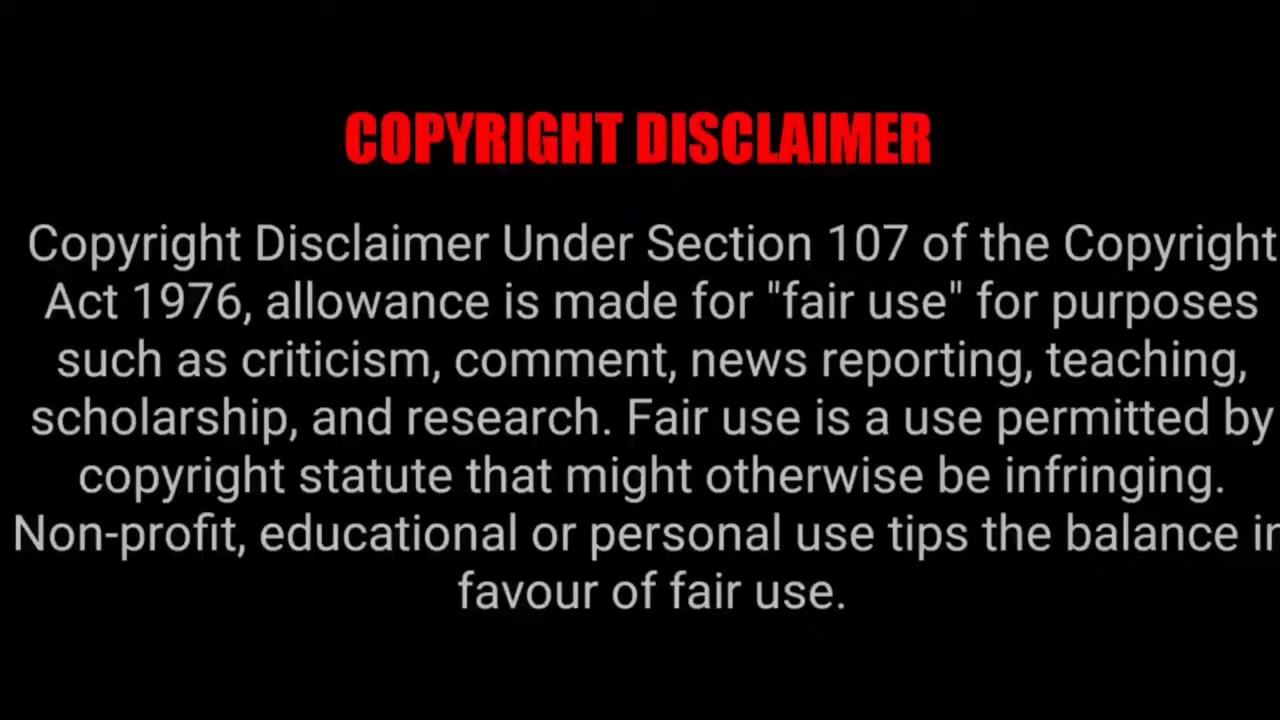 COPYRIGHT DISCLAIMER
Copyright Disclaimer Under Section 107 of the Copyright
Act 1976, allowance is made for "fair use" for purposes
such as criticism, comment, news reporting, teaching,
scholarship, and research. Fair use is a use permitted by
copyright statute that might otherwise be infringing.
Non-profit, educational or personal use tips the balance in
favour of fair use.